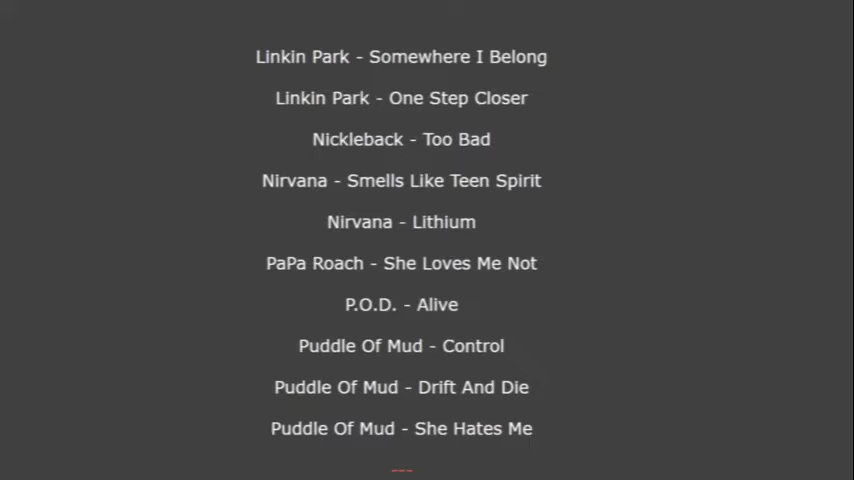 Linkin Park - Somewhere I Belong
Linkin Park - One Step Closer
Nickleback - Too Bad
Nirvana - Smells Like Teen Spirit
Nirvana - Lithium
PaPa Roach - She Loves Me Not
P.O.D. - Alive
Puddle Of Mud - Control
Puddle Of Mud - Drift And Die
Puddle Of Mud - She Hates Me
---